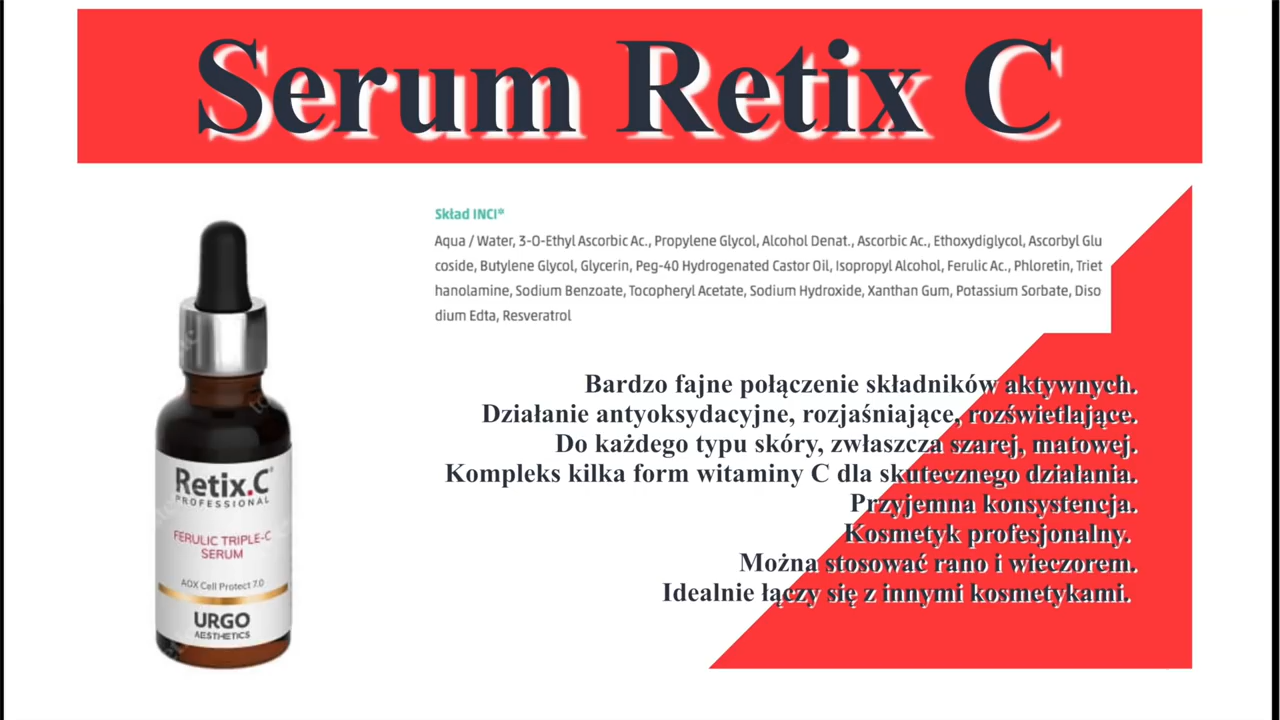 Serum Retix C
Skład INCI*
Aqua / Water, 3-O-Ethyl Ascorbic Ac., Propylene Glycol, Alcohol Denat., Ascorbic Ac., Ethoxydiglycol, Ascorbyl Glu
coside, Butylene Glycol, Glycerin, Peg-40 Hydrogenated Castor Oil, Isopropyl Alcohol, Ferulic Ac., Phloretin, Triet
hanolamine, Sodium Benzoate, Tocopheryl Acetate, Sodium Hydroxide, Xanthan Gum, Potassium Sorbate, Diso
dium Edta, Resveratrol
Bardzo fajne połączenie składników aktywnych.
Działanie antyoksydacyjne, rozjaśniające, rozświetlające.
Do każdego typu skóry, zwłaszcza szarej, matowej.
Kompleks kilka form witaminy C dla skutecznego działania.
Przyjemna konsystencja.
Kosmetyk profesjonalny.
Można stosować rano i wieczorem.
Idealnie łączy się z innymi kosmetykami.
Retix.C®
PROFESSIONAL
FERULIC TRIPLE-C
SERUM
AOX Cell Protect 7.0
URGO
AESTHETICS